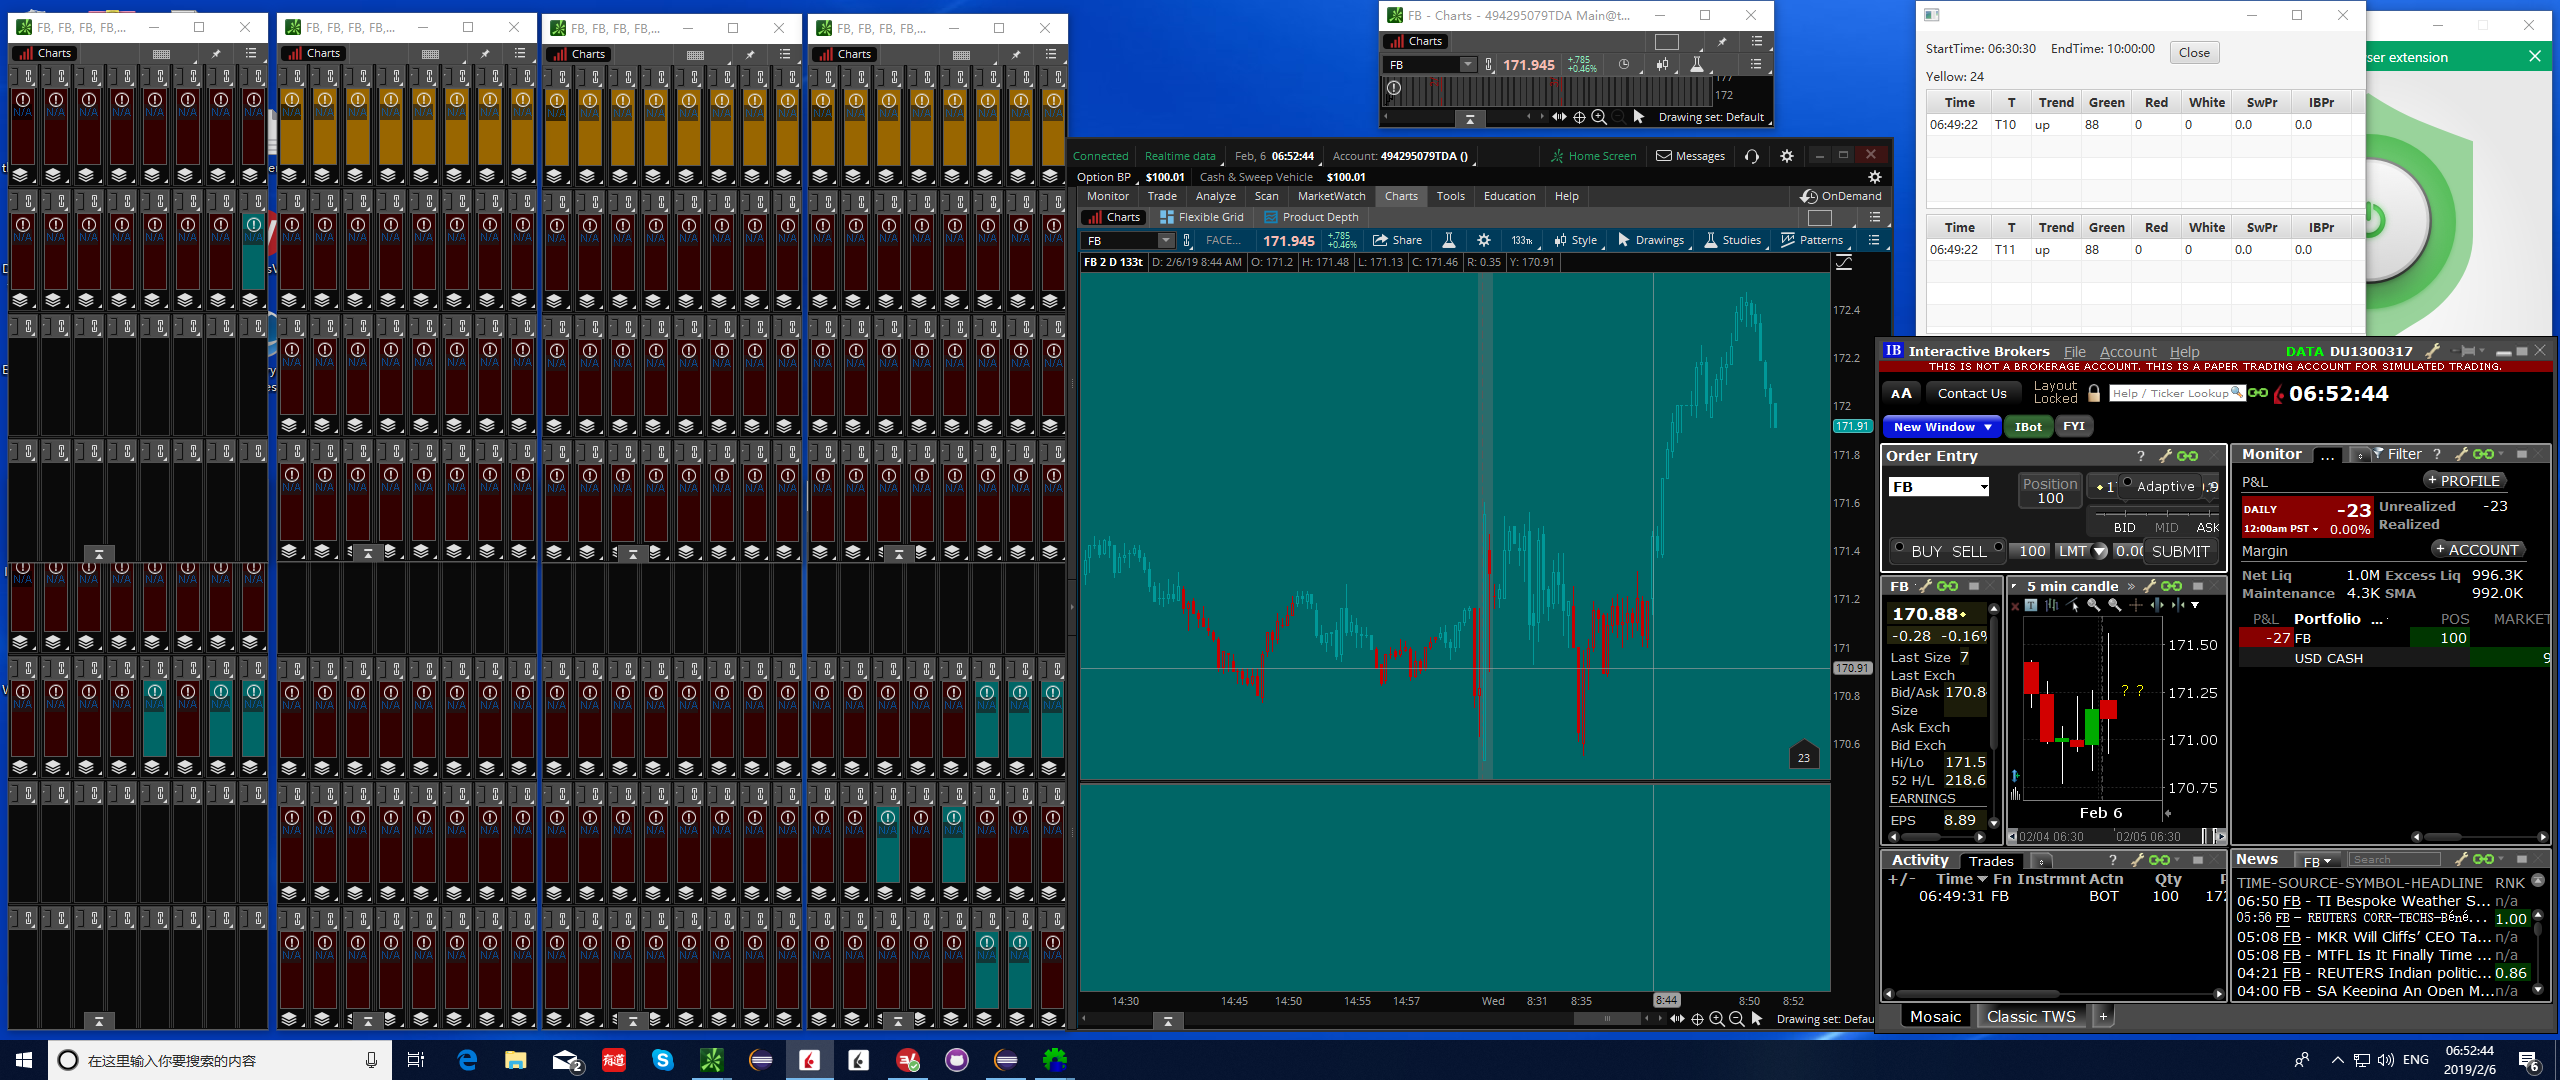 FB, FB, FB, FB,...
FB, FB, FB, FB,...
FB, FB, FB, FB,...
FB, FB, FB, FB,...
Charts
Charts
Charts
Charts
FB - Charts - 494295079TDA Main@t...
Charts
FB
171.945
+.785
+0.46%
172
Drawing set: Default
Connected
Realtime data
Feb, 6 06:52:44
Account: 494295079TDA ()
Home Screen
Messages
Option BP
$100.01
Cash & Sweep Vehicle
$100.01
Monitor
Trade
Analyze
Scan
MarketWatch
Charts
Tools
Education
Help
OnDemand
Charts
Flexible Grid
Product Depth
FB
FACE...
171.945
+.785
+0.46%
Share
133tk
Style
Drawings
Studies
Patterns
FB 2 D 133t
D: 2/6/19 8:44 AM
O: 171.2
H: 171.48
L: 171.13
C: 171.46
R: 0.35
Y: 170.91
172.4
172.2
172
171.91
171.8
171.6
171.4
171.2
171
170.91
170.8
170.6
23
14:30
14:45
14:50
14:55
14:57
Wed
8:31
8:35
8:44
8:50
8:52
Drawing set: Defau
StartTime: 06:30:30
EndTime: 10:00:00
Close
Yellow: 24
Time T Trend Green Red White SwPr IBPr
06:49:22 T10 up 88 0 0 0.0 0.0
Time T Trend Green Red White SwPr IBPr
06:49:22 T11 up 88 0 0 0.0 0.0
ser extension
IB Interactive Brokers File Account Help
DATA DU1300317
THIS IS NOT A BROKERAGE ACCOUNT. THIS IS A PAPER TRADING ACCOUNT FOR SIMULATED TRADING.
AA
Contact Us
Layout
Locked
Help / Ticker Lookup
06:52:44
New Window
IBot
FYI
Order Entry
FB
Position
100
Adaptive
BID MID ASK
BUY SELL 100 LMT 0.00 SUBMIT
Monitor ... Filter
P&L
+ PROFILE
DAILY -23
12:00am PST 0.00%
Unrealized -23
Realized
Margin
+ ACCOUNT
Net Liq 1.0M Excess Liq 996.3K
Maintenance 4.3K SMA 992.0K
P&L Portfolio ... POS MARKET
-27 FB 100
USD CASH 9
FB
170.88
-0.28 -0.16%
Last Size 7
Last Exch
Bid/Ask 170.8
Size
Ask Exch
Bid Exch
Hi/Lo 171.5
52 H/L 218.6
EARNINGS
EPS 8.89
5 min candle
171.50
171.25
171.00
170.75
? ?
Feb 6
02/04 06:30 02/05 06:30
Activity Trades
+/- Time Fn Instrmnt Actn Qty P
06:49:31 FB BOT 100 172
News FB Search
TIME-SOURCE-SYMBOL-HEADLINE RNK
06:50 FB - TI Bespoke Weather S... n/a
05:56 FB - REUTERS CORR-TECHS-Béné... 1.00
05:08 FB - MKR Will Cliffs' CEO Ta... n/a
05:08 FB - MTFL Is It Finally Time ... n/a
04:21 FB - REUTERS Indian politic... 0.86
04:00 FB - SA Keeping An Open M... n/a
Mosaic
Classic TWS
+
在这里输入你要搜索的内容
2
有道
ENG
06:52:44
2019/2/6
6